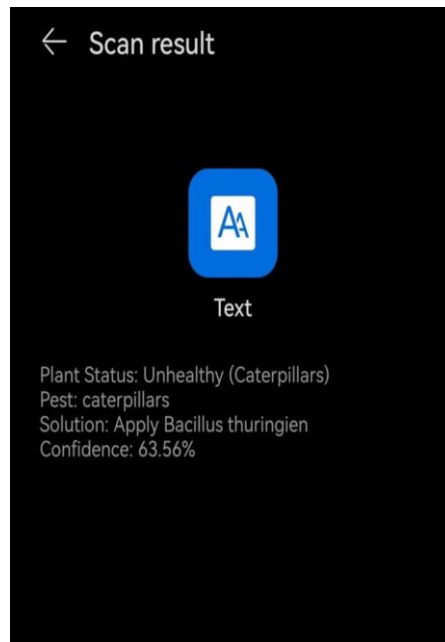 Scan result
AA
Text
Plant Status: Unhealthy (Caterpillars)
Pest: caterpillars
Solution: Apply Bacillus thuringien
Confidence: 63.56%